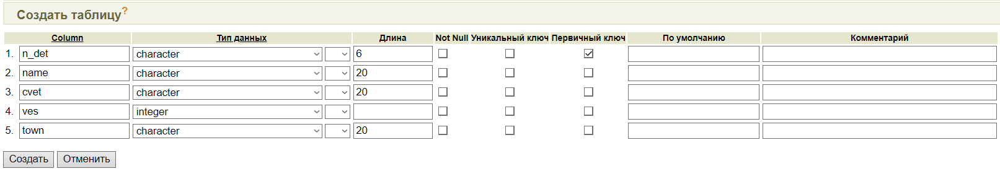 Создать таблицу?
Column Тип данных Длина Not Null Уникальный ключ Первичный ключ По умолчанию Комментарий
1. n_det character 6
2. name character 20
3. cvet character 20
4. ves integer
5. town character 20
Создать Отменить